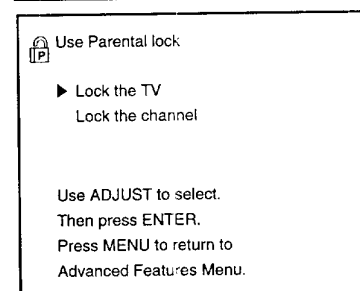 Use Parental lock
P
▶ Lock the TV
Lock the channel
Use ADJUST to select.
Then press ENTER.
Press MENU to return to
Advanced Features Menu.